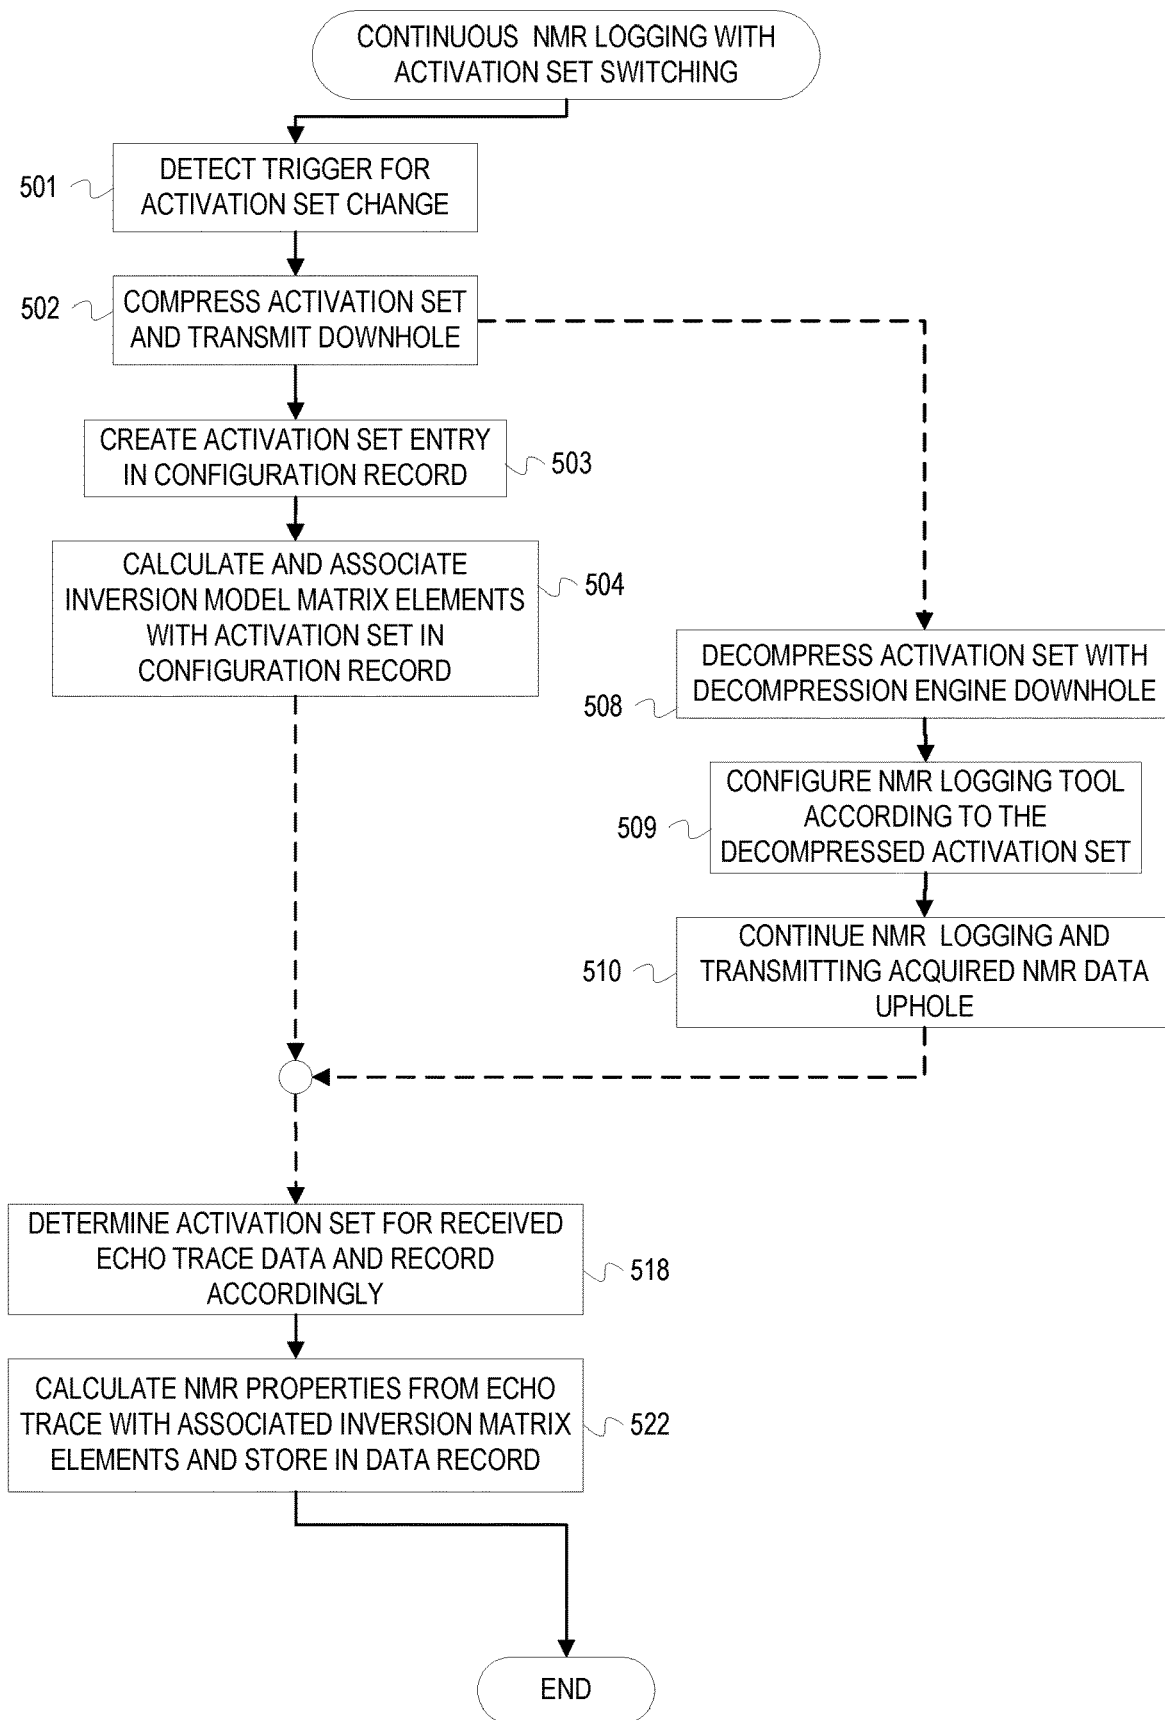 CONTINUOUS NMR LOGGING WITH
ACTIVATION SET SWITCHING
501
DETECT TRIGGER FOR
ACTIVATION SET CHANGE
502
COMPRESS ACTIVATION SET
AND TRANSMIT DOWNHOLE
CREATE ACTIVATION SET ENTRY
IN CONFIGURATION RECORD
503
CALCULATE AND ASSOCIATE
INVERSION MODEL MATRIX ELEMENTS
WITH ACTIVATION SET IN
CONFIGURATION RECORD
504
DECOMPRESS ACTIVATION SET WITH
DECOMPRESSION ENGINE DOWNHOLE
508
CONFIGURE NMR LOGGING TOOL
ACCORDING TO THE
DECOMPRESSED ACTIVATION SET
509
CONTINUE NMR LOGGING AND
TRANSMITTING ACQUIRED NMR DATA
UPHOLE
510
DETERMINE ACTIVATION SET FOR RECEIVED
ECHO TRACE DATA AND RECORD
ACCORDINGLY
518
CALCULATE NMR PROPERTIES FROM ECHO
TRACE WITH ASSOCIATED INVERSION MATRIX
ELEMENTS AND STORE IN DATA RECORD
522
END